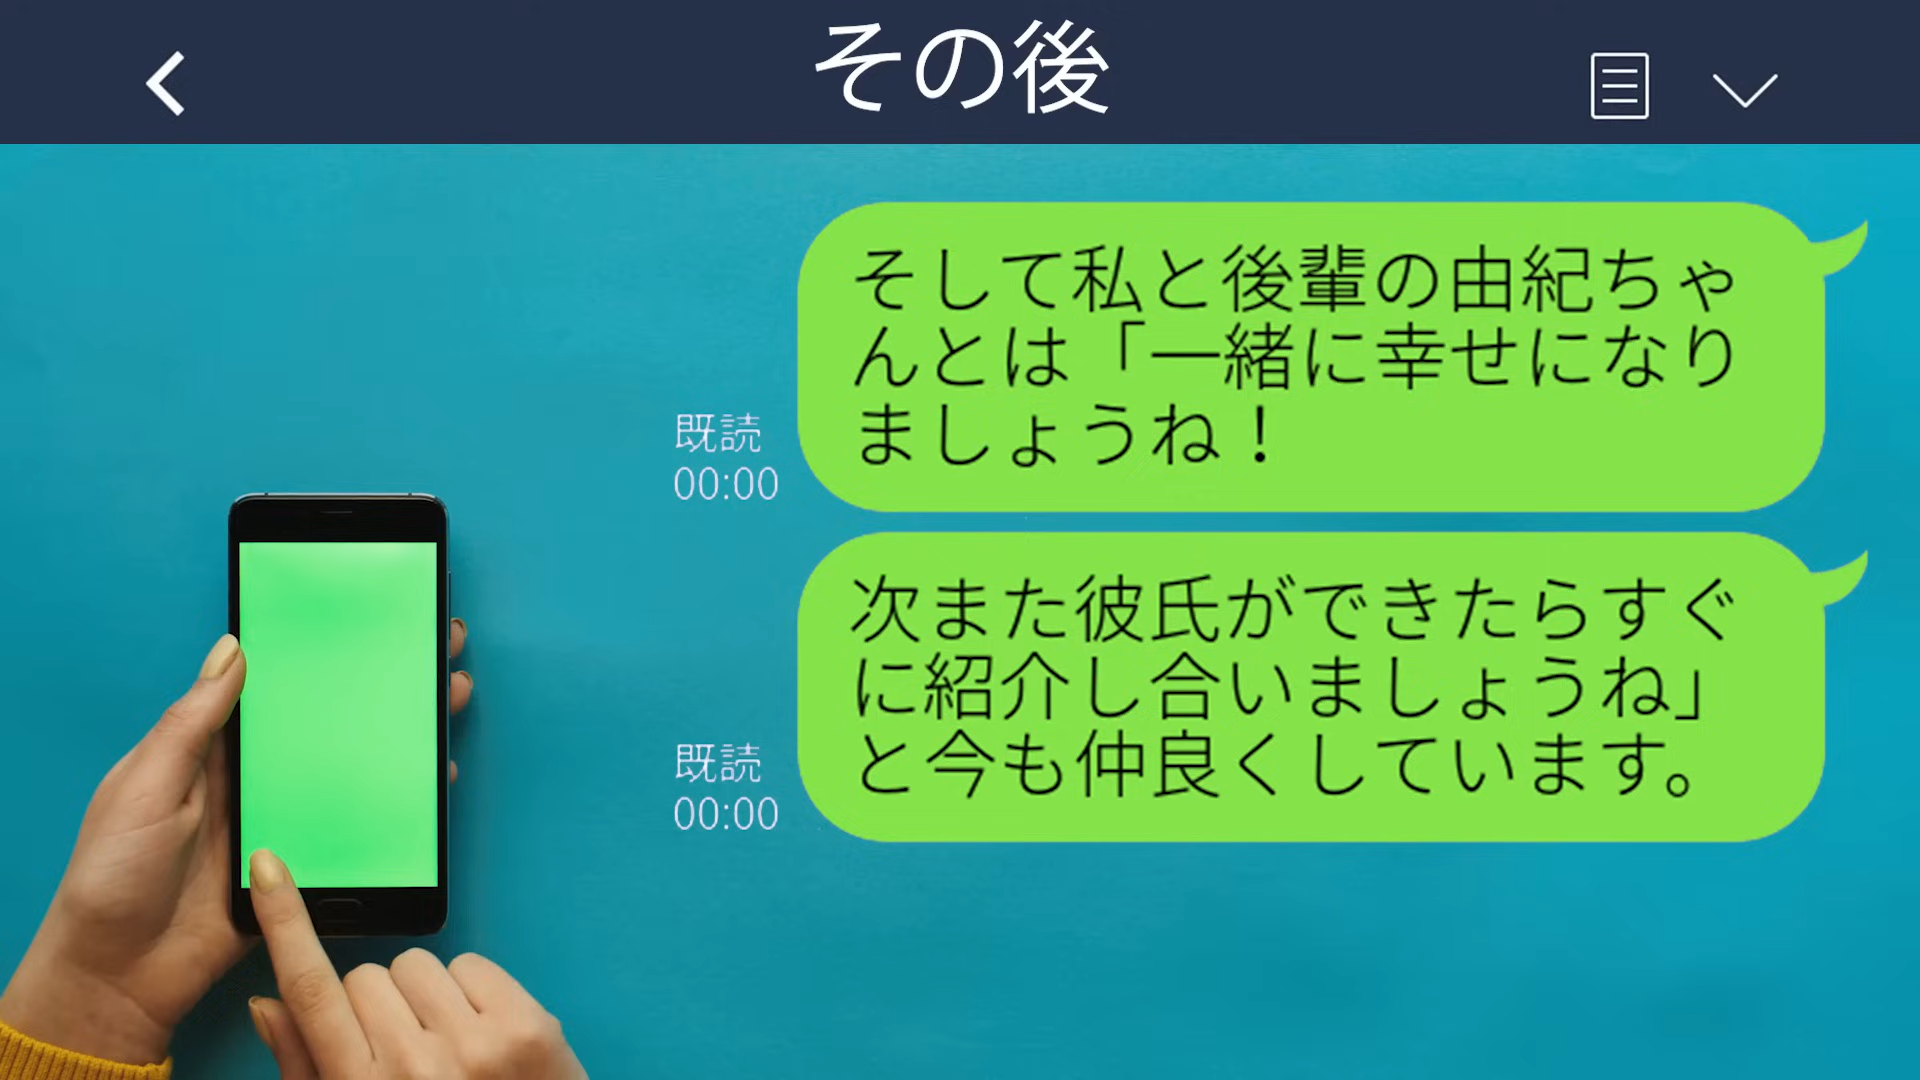 その後
そして私と後輩の由紀ちゃ
んとは「一緒に幸せになり
ましょうね！
既読
00:00
次また彼氏ができたらすぐ
に紹介し合いましょうね」
と今も仲良くしています。
既読
00:00